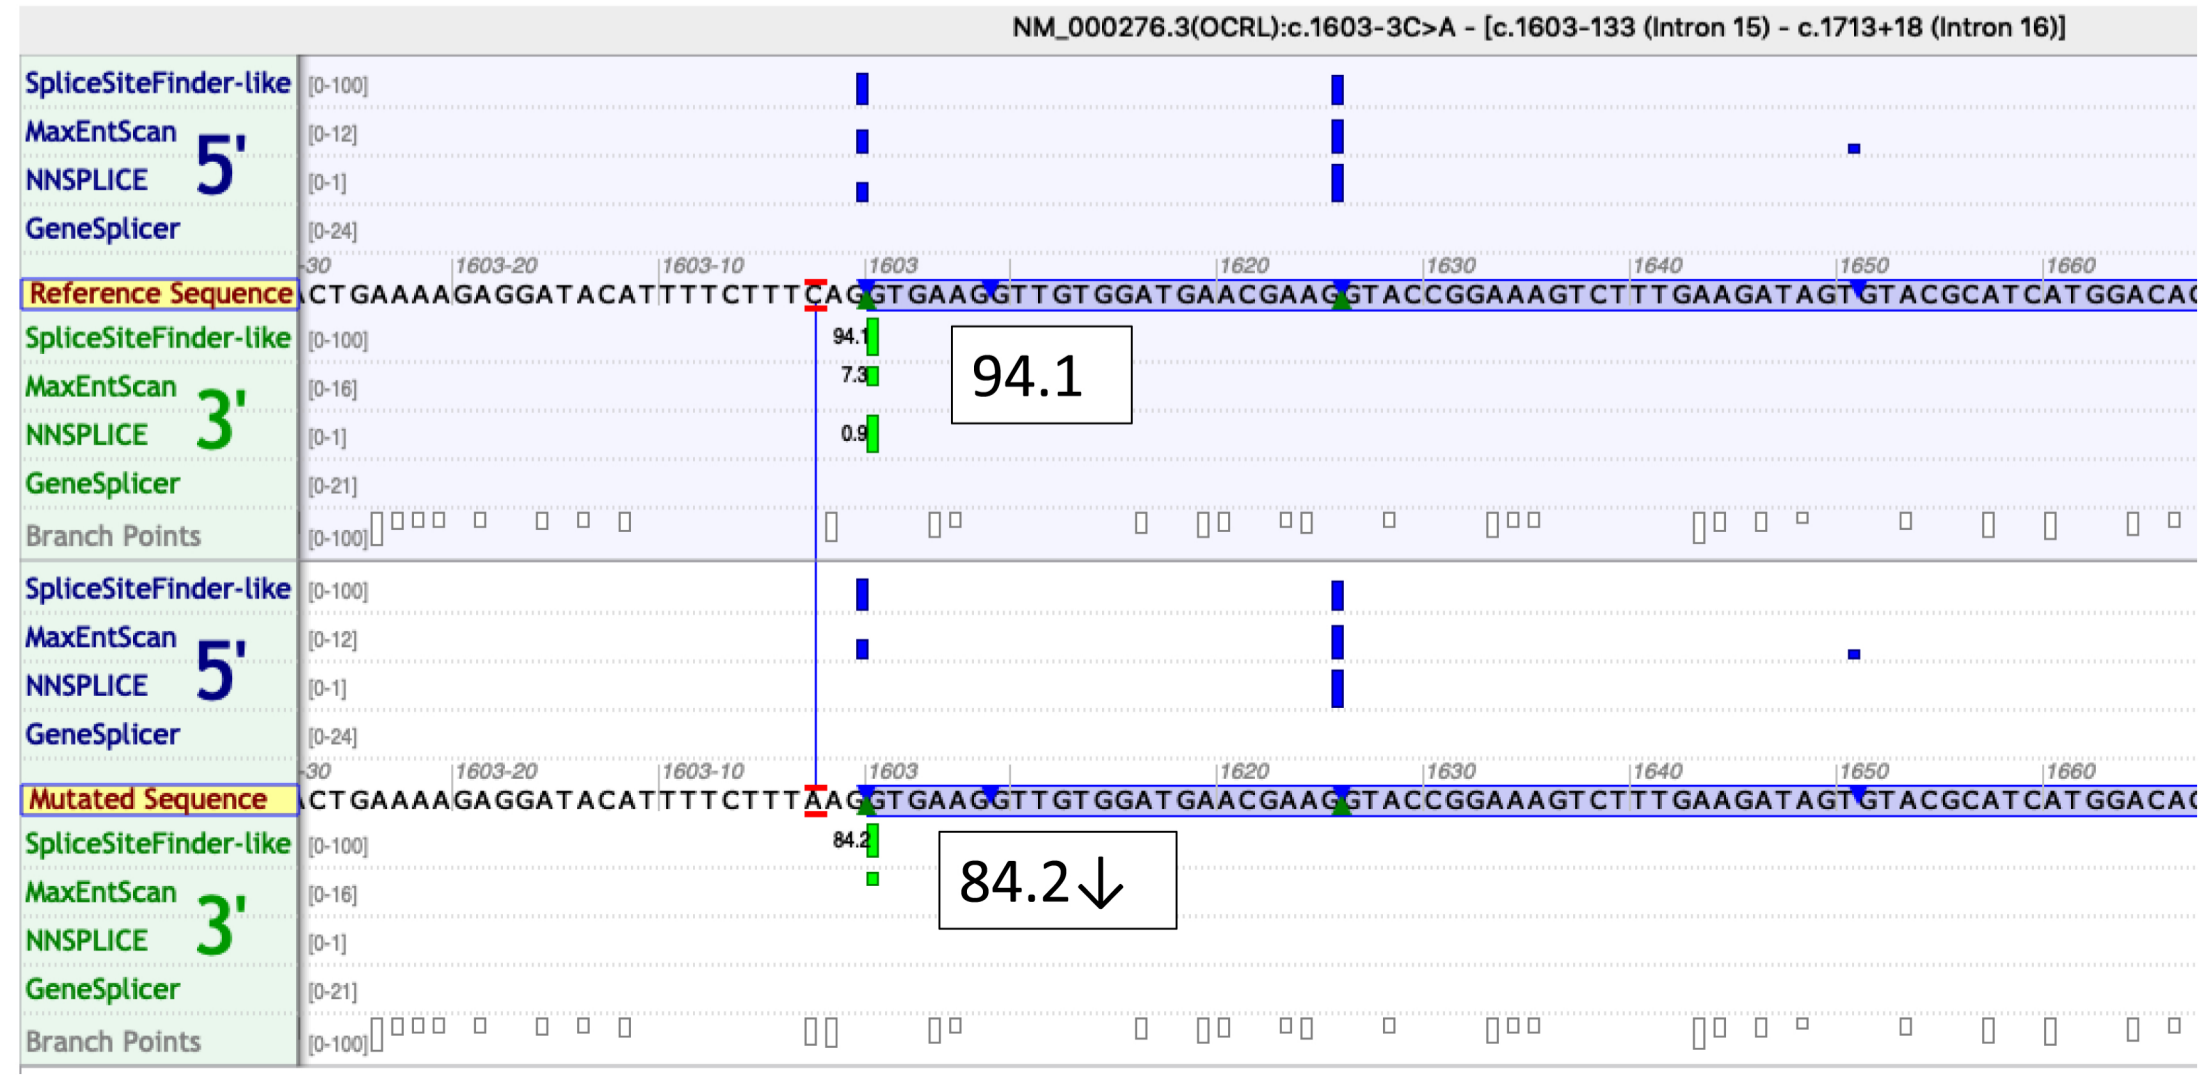 NM_000276.3(OCRL):c.1603-3C>A - [c.1603-133 (Intron 15) - c.1713+18 (Intron 16)]
SpliceSiteFinder-like [0-100]
MaxEntScan [0-12]
5'
NNSPLICE [0-1]
GeneSplicer [0-24]
-30 1603-20 1603-10 1603 1620 1630 1640 1650 1660
Reference Sequence ACTGAAAAGAGGATACATTTTCTTTCAGGTGAAGGTTGTGGATGAACGAAGGTACCGGAAAGTCTTTGAAGATAGTGTACGCATCATGGACAC
SpliceSiteFinder-like [0-100] 94.1
94.1
MaxEntScan [0-16] 7.3
3'
NNSPLICE [0-1] 0.9
GeneSplicer [0-21]
Branch Points [0-100]
SpliceSiteFinder-like [0-100]
MaxEntScan [0-12]
5'
NNSPLICE [0-1]
GeneSplicer [0-24]
-30 1603-20 1603-10 1603 1620 1630 1640 1650 1660
Mutated Sequence ACTGAAAAGAGGATACATTTTCTTTAAGGTGAAGGTTGTGGATGAACGAAGGTACCGGAAAGTCTTTGAAGATAGTGTACGCATCATGGACAC
SpliceSiteFinder-like [0-100] 84.2
84.2↓
MaxEntScan [0-16]
3'
NNSPLICE [0-1]
GeneSplicer [0-21]
Branch Points [0-100]